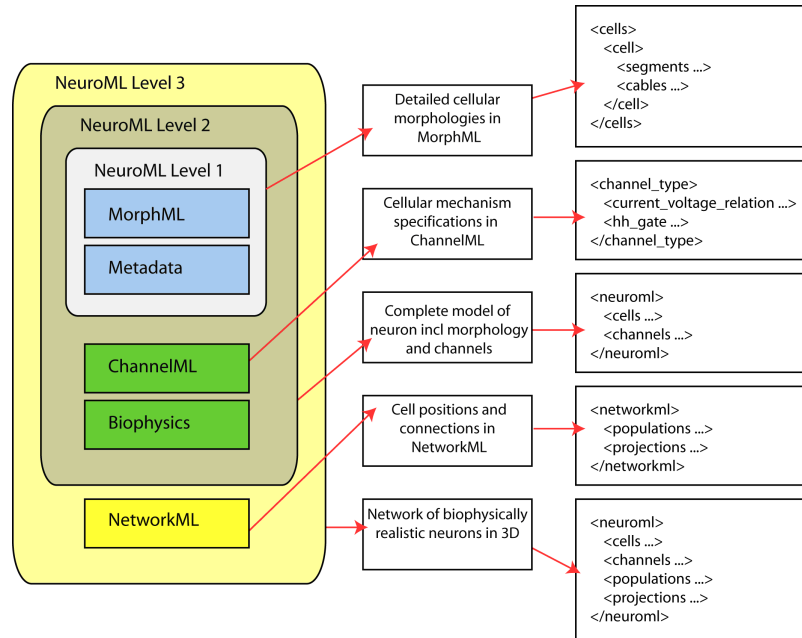 NeuroML Level 3
NeuroML Level 2
NeuroML Level 1
MorphML
Metadata
ChannelML
Biophysics
NetworkML
Detailed cellular
morphologies in
MorphML
Cellular mechanism
specifications in
ChannelML
Complete model of
neuron incl morphology
and channels
Cell positions and
connections in
NetworkML
Network of biophysically
realistic neurons in 3D
<cells>
<cell>
<segments ...>
<cables ...>
</cell>
</cells>
<channel_type>
<current_voltage_relation ...>
<hh_gate ...>
</channel_type>
<neuroml>
<cells ...>
<channels ...>
</neuroml>
<networkml>
<populations ...>
<projections ...>
</networkml>
<neuroml>
<cells ...>
<channels ...>
<populations ...>
<projections ...>
</neuroml>